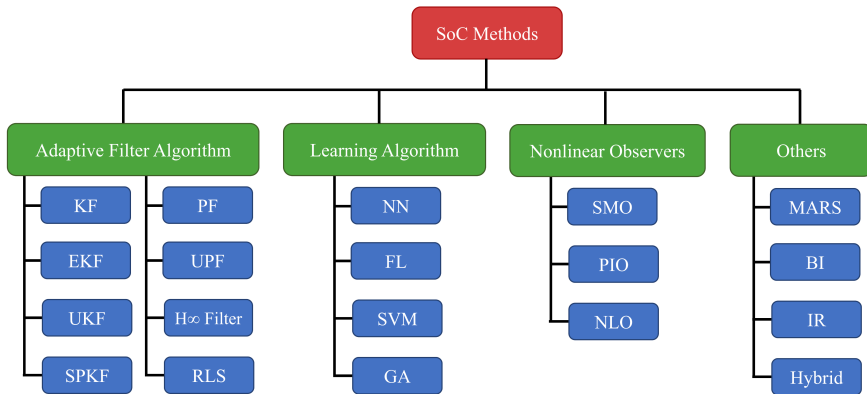 SoC Methods
Adaptive Filter Algorithm
KF
EKF
UKF
SPKF
PF
UPF
H∞ Filter
RLS
Learning Algorithm
NN
FL
SVM
GA
Nonlinear Observers
SMO
PIO
NLO
Others
MARS
BI
IR
Hybrid